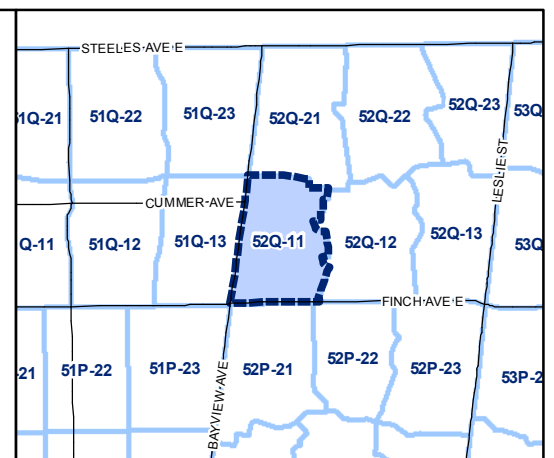 STEELES AVE E
1Q-21
51Q-22
51Q-23
52Q-21
52Q-22
52Q-23
53Q
LESLIE ST
CUMMER AVE
Q-11
51Q-12
51Q-13
52Q-11
52Q-12
52Q-13
53Q
FINCH AVE E
-21
51P-22
51P-23
52P-21
52P-22
52P-23
53P-2
BAYVIEW AVE